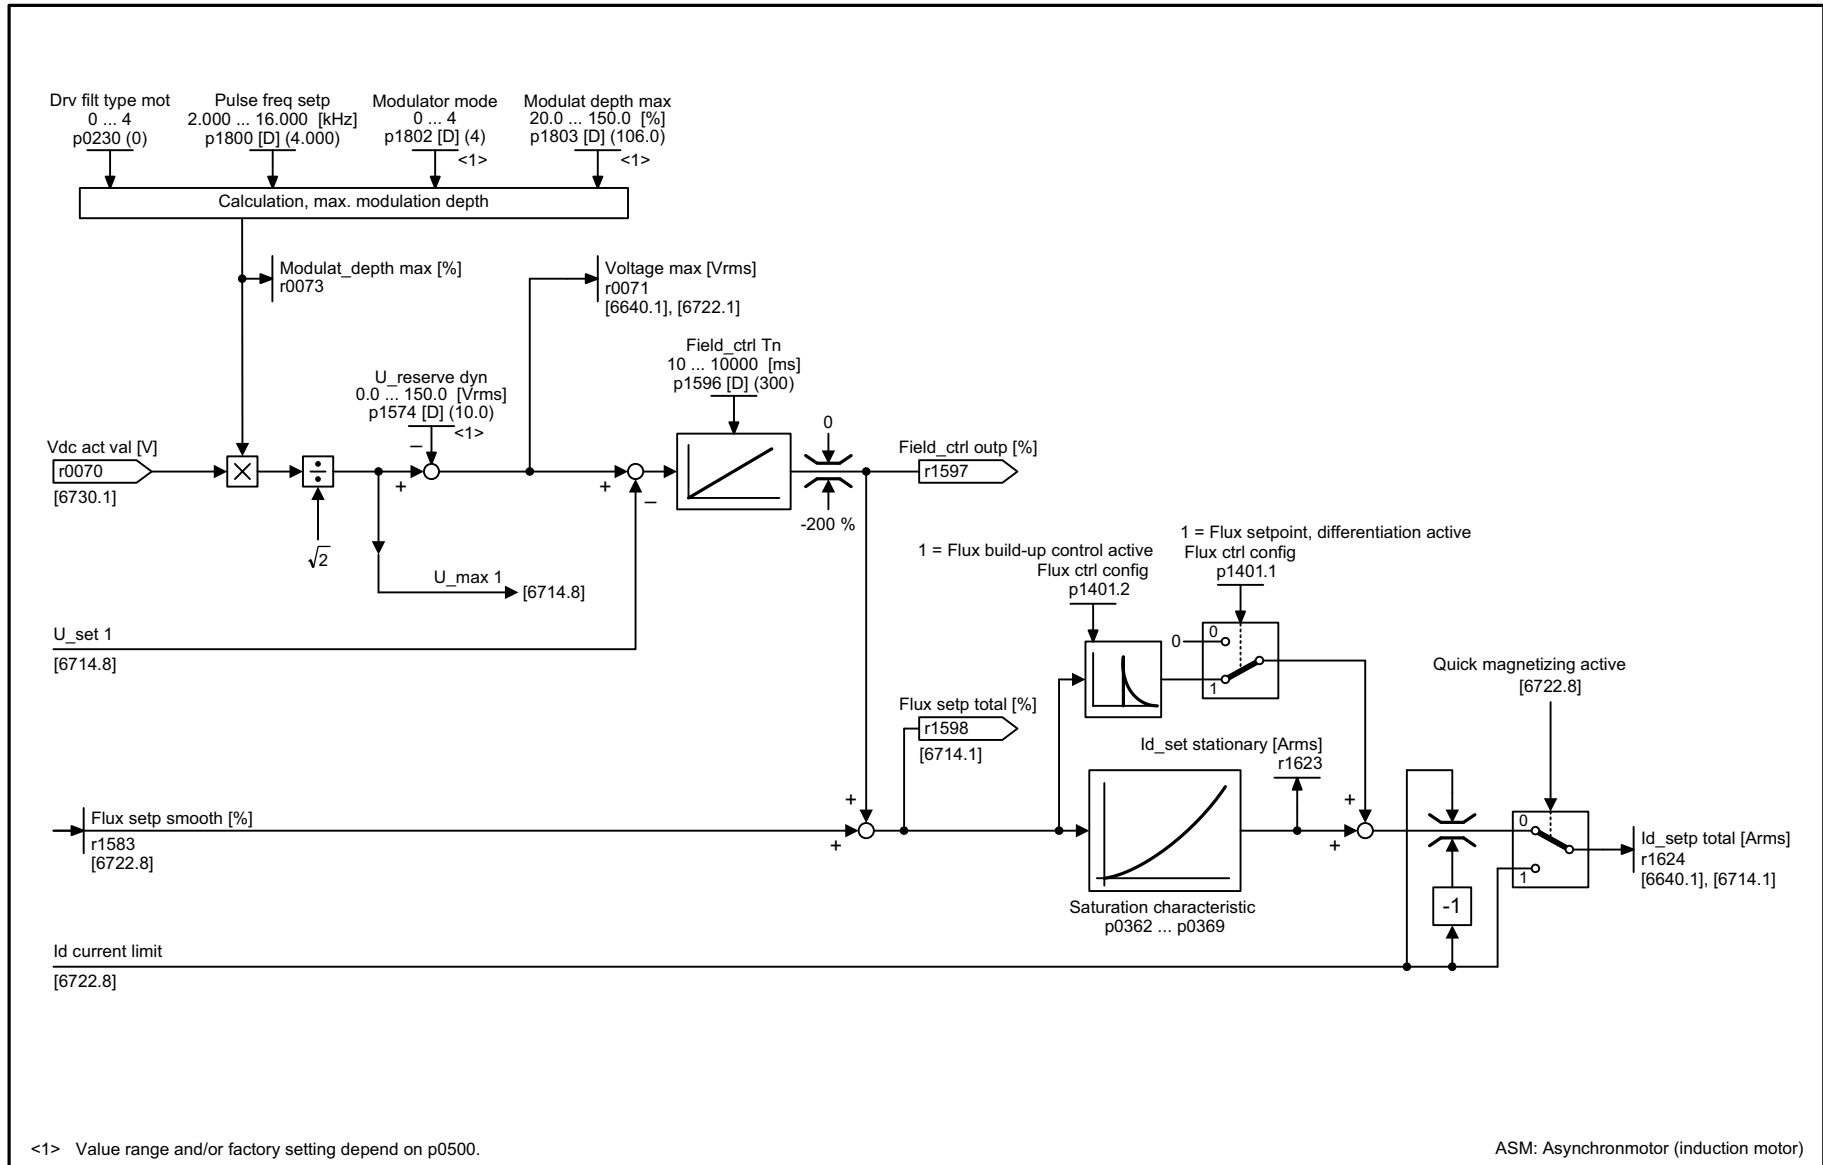 Drv filt type mot
0 ... 4
p0230 (0)
Pulse freq setp
2.000 ... 16.000 [kHz]
p1800 [D] (4.000)
Modulator mode
0 ... 4
p1802 [D] (4)
<1>
Modulat depth max
20.0 ... 150.0 [%]
p1803 [D] (106.0)
<1>
Calculation, max. modulation depth
Modulat_depth max [%]
r0073
Voltage max [Vrms]
r0071
[6640.1], [6722.1]
Field_ctrl Tn
10 ... 10000 [ms]
p1596 [D] (300)
U_reserve dyn
0.0 ... 150.0 [Vrms]
p1574 [D] (10.0)
<1>
–
Vdc act val [V]
r0070
[6730.1]
×
÷
√2
+
+
–
0
-200 %
Field_ctrl outp [%]
r1597
U_max 1
[6714.8]
U_set 1
[6714.8]
1 = Flux build-up control active
Flux ctrl config
p1401.2
1 = Flux setpoint, differentiation active
Flux ctrl config
p1401.1
0
0
1
Quick magnetizing active
[6722.8]
Flux setp total [%]
r1598
[6714.1]
Id_set stationary [Arms]
r1623
Flux setp smooth [%]
r1583
[6722.8]
+
+
Saturation characteristic
p0362 ... p0369
+
+
-1
0
1
Id_setp total [Arms]
r1624
[6640.1], [6714.1]
Id current limit
[6722.8]
<1> Value range and/or factory setting depend on p0500.
ASM: Asynchronmotor (induction motor)